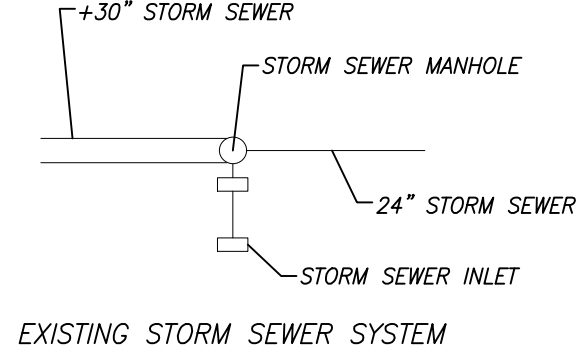 +30” STORM SEWER
STORM SEWER MANHOLE
24” STORM SEWER
STORM SEWER INLET
EXISTING STORM SEWER SYSTEM